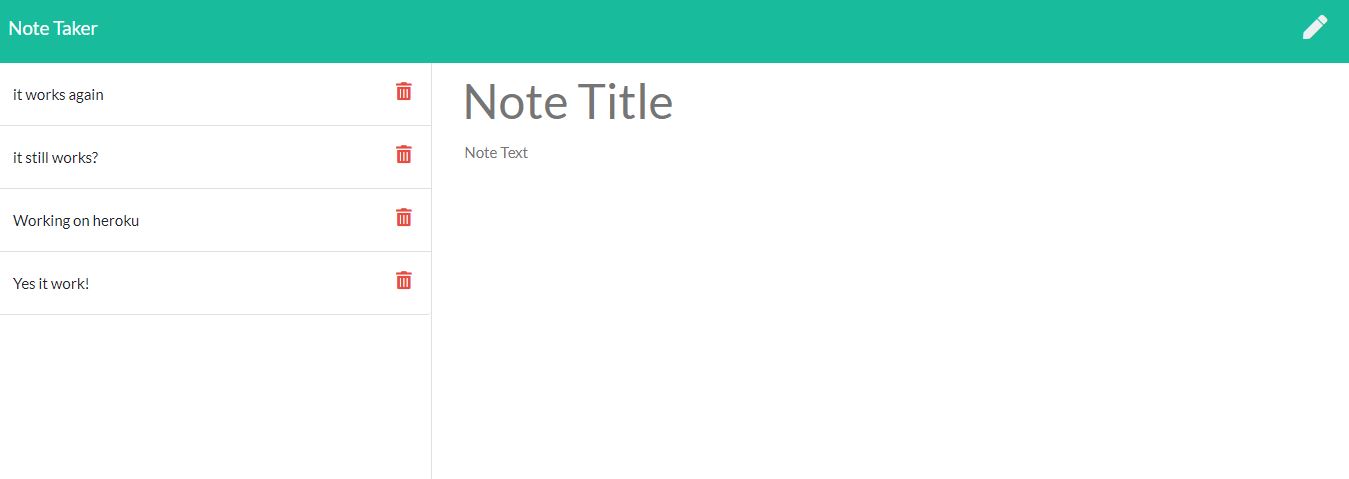 Note Taker
it works again
it still works?
Working on heroku
Yes it work!
Note Title
Note Text